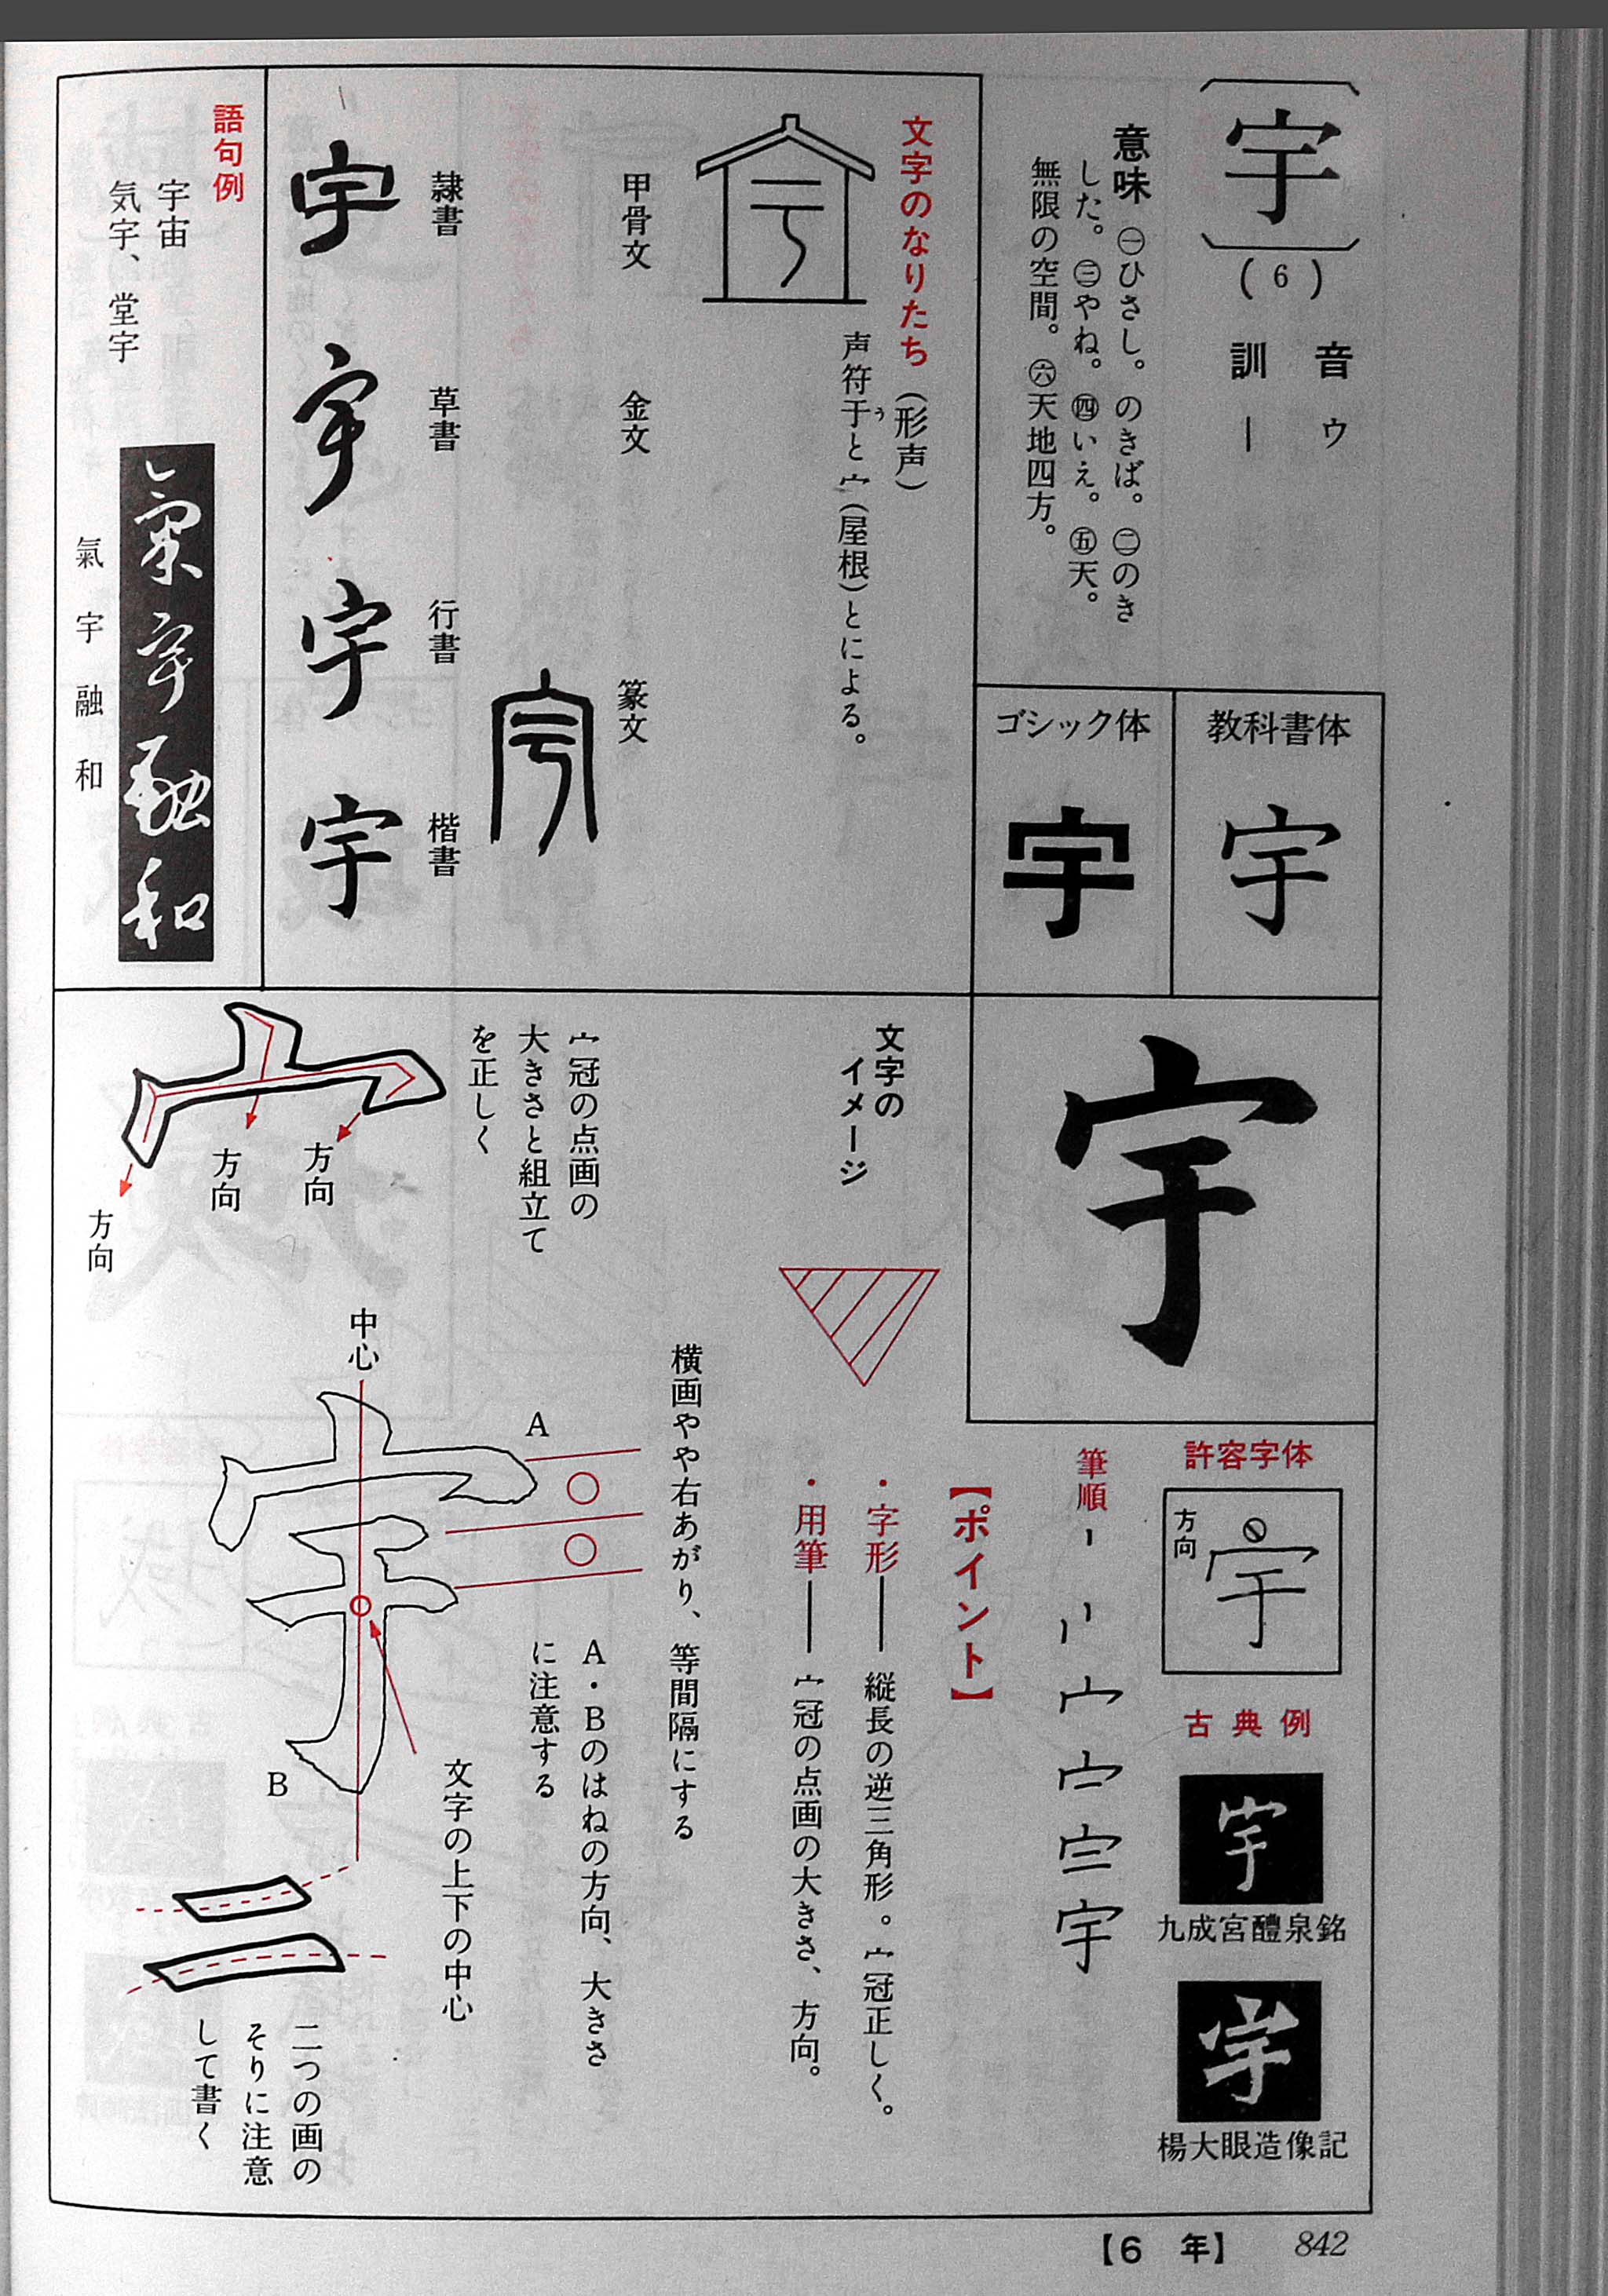 宇
(6)
音 ウ
訓 ー
意味 ㊀ひさし。のきば。㊁のき
した。㊂やね。㊃いえ。㊄天。
無限の空間。㊅天地四方。
教科書体
宇
ゴシック体
宇
文字のなりたち（形声）
声符于と宀（屋根）とによる。
う
甲骨文
金文
篆文
隷書
草書
行書
楷書
宇
宇
宇
宇
語句例
宇宙
気宇、堂宇
氣宇融和
氣宇融和
宇
許容字体
宇
方向
古典例
宇
九成宮醴泉銘
宇
楊大眼造像記
筆順
宇
【ポイント】
・字形――縦長の逆三角形。宀冠正しく。
・用筆――宀冠の点画の大きさ、方向。
文字の
イメージ
横画やや右あがり、等間隔にする
A・Bのはねの方向、大きさ
に注意する
宀冠の点画の
大きさと組立て
を正しく
方向
方向
方向
中心
A
B
文字の上下の中心
二つの画の
そりに注意
して書く
【6 年】
842